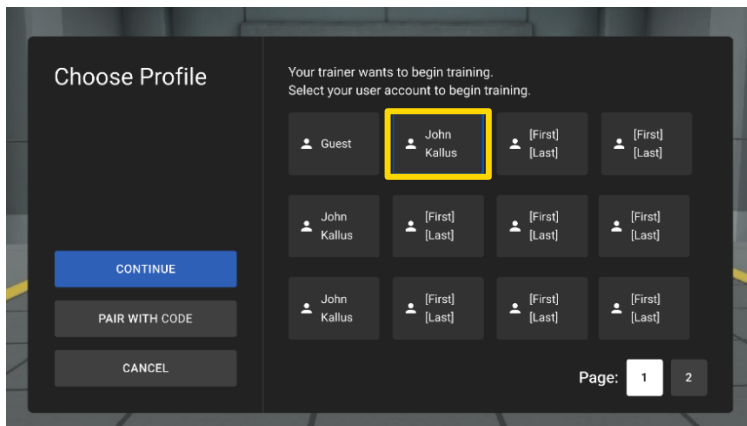 Choose Profile
Your trainer wants to begin training.
Select your user account to begin training.
Guest
John
Kallus
[First]
[Last]
[First]
[Last]
John
Kallus
[First]
[Last]
[First]
[Last]
[First]
[Last]
John
Kallus
[First]
[Last]
[First]
[Last]
[First]
[Last]
CONTINUE
PAIR WITH CODE
CANCEL
Page: 1 2